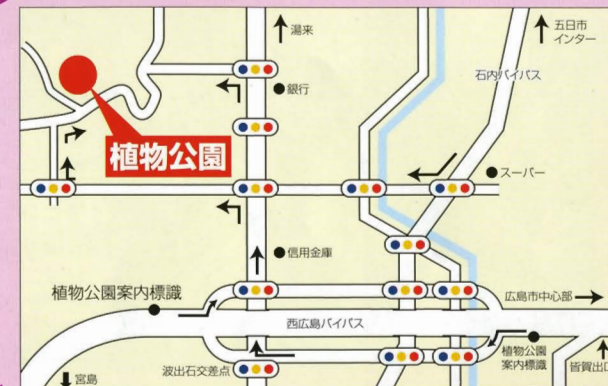 湯来
五日市
インター
石内バイパス
銀行
植物公園
スーパー
信用金庫
植物公園案内標識
広島市中心部
西広島バイパス
植物公園
案内標識
波出石交差点
皆賀出口
宮島